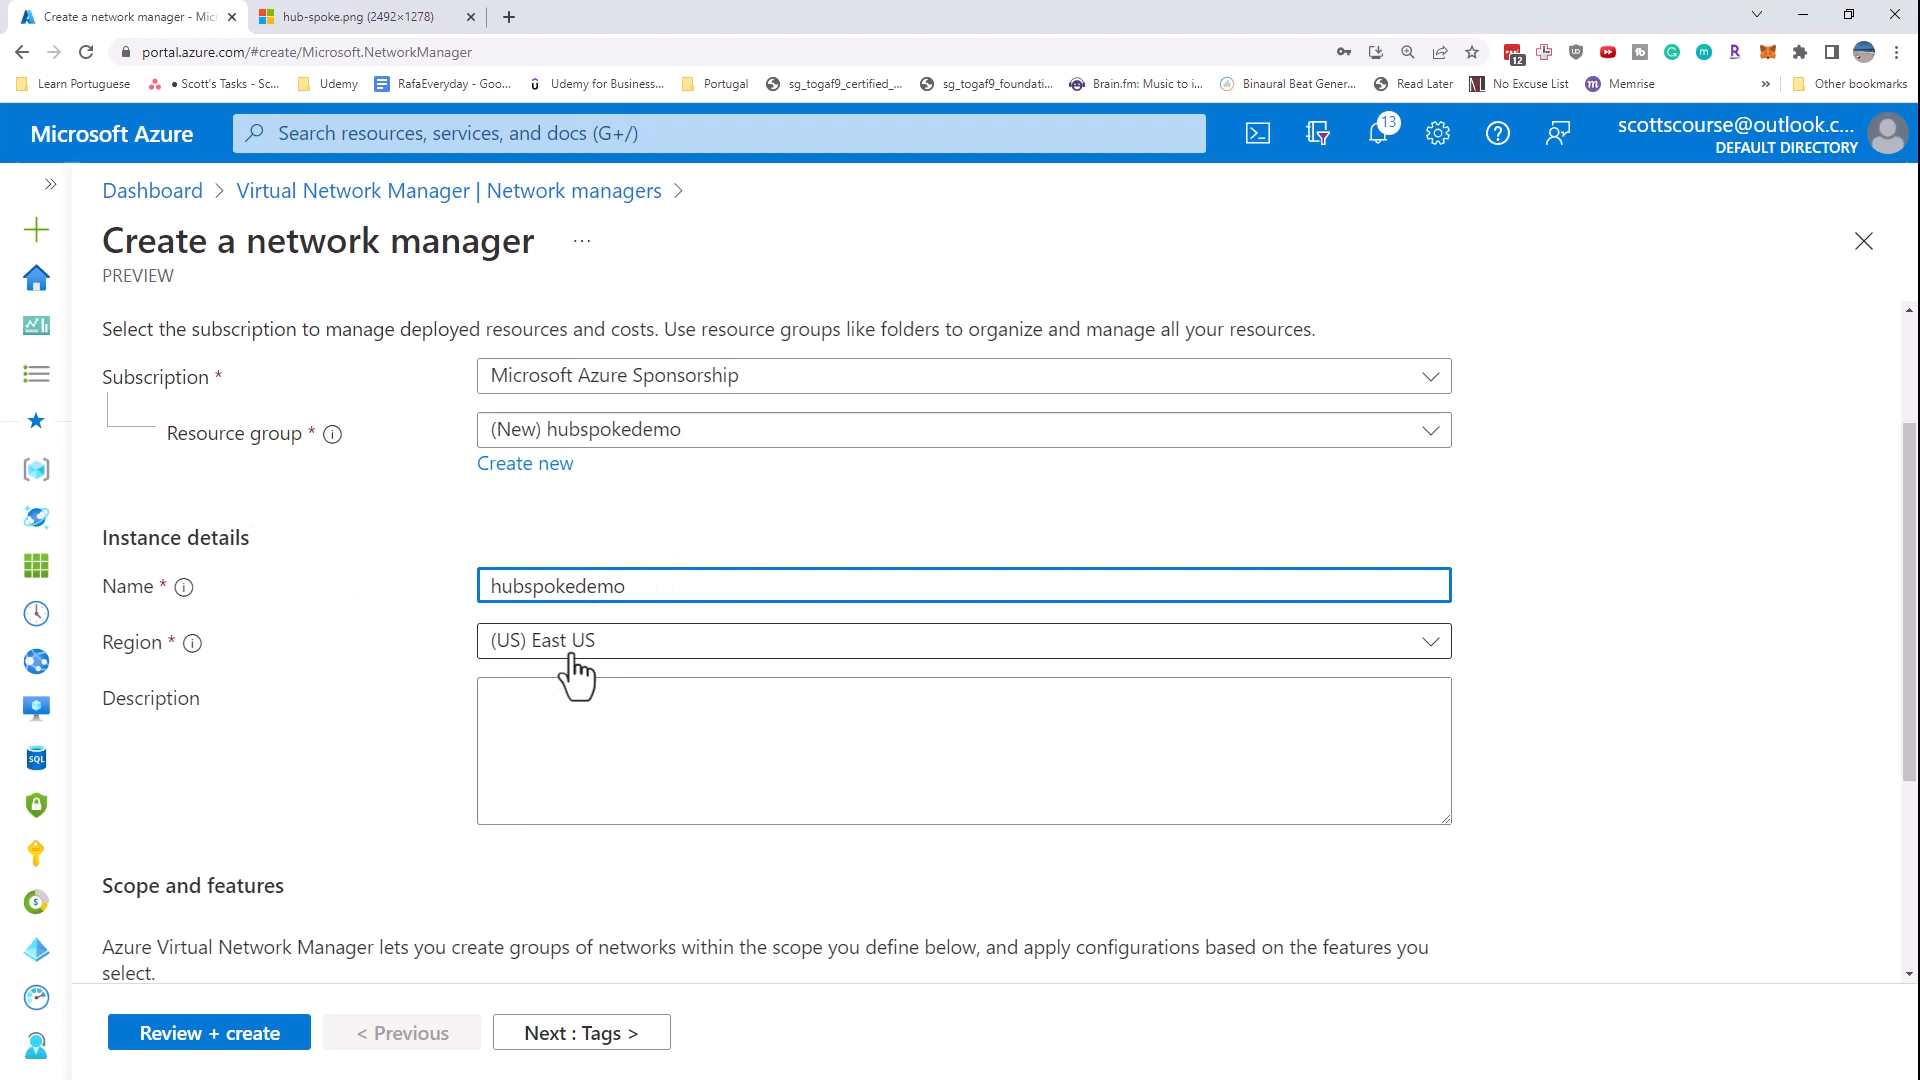 Create a network manager - Mic
hub-spoke.png (2492×1278)
portal.azure.com/#create/Microsoft.NetworkManager
12
Learn Portuguese
• Scott's Tasks - Sc...
Udemy
RafaEveryday - Goo...
Udemy for Business...
Portugal
sg_togaf9_certified_...
sg_togaf9_foundati...
Brain.fm: Music to i...
Binaural Beat Gener...
Read Later
No Excuse List
Memrise
»
Other bookmarks
Microsoft Azure
Search resources, services, and docs (G+/)
13
scottscourse@outlook.c...
DEFAULT DIRECTORY
Dashboard > Virtual Network Manager | Network managers >
Create a network manager ...
PREVIEW
Select the subscription to manage deployed resources and costs. Use resource groups like folders to organize and manage all your resources.
Subscription *
Microsoft Azure Sponsorship
Resource group *
(New) hubspokedemo
Create new
Instance details
Name *
hubspokedemo
Region *
(US) East US
Description
Scope and features
Azure Virtual Network Manager lets you create groups of networks within the scope you define below, and apply configurations based on the features you
select.
SQL
Review + create
< Previous
Next : Tags >